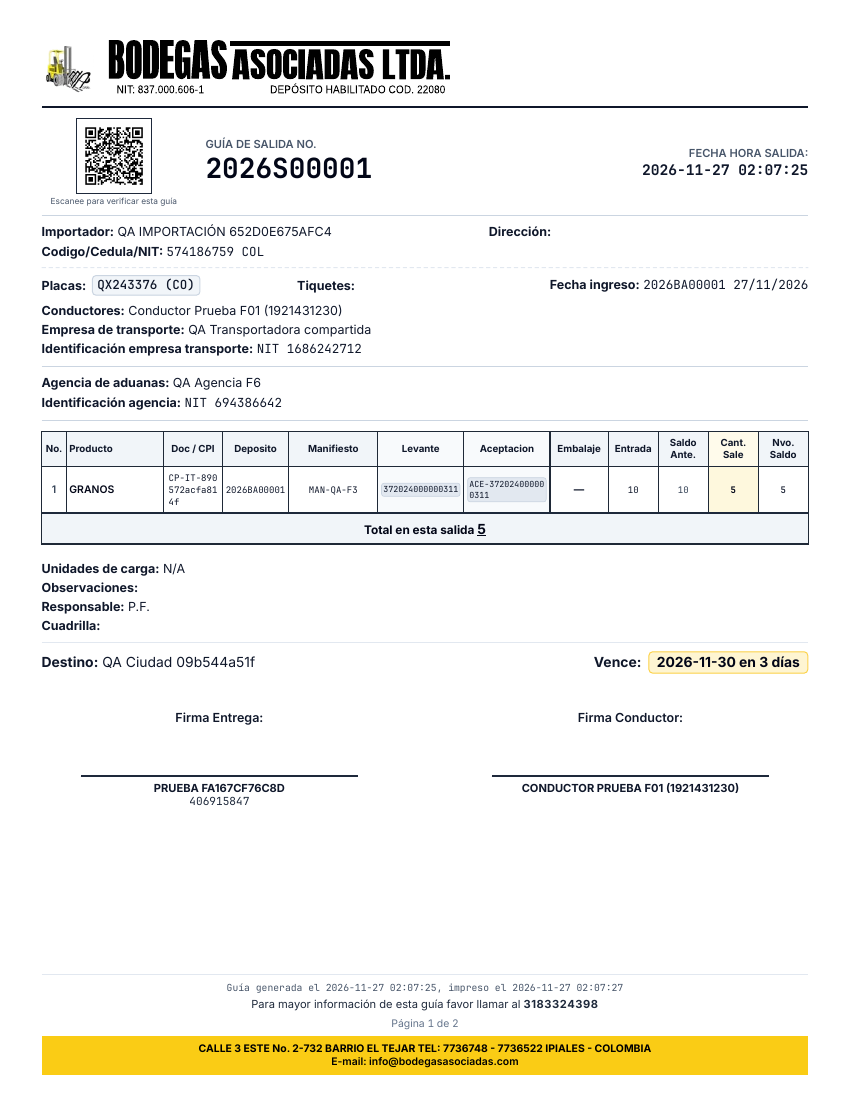 BODEGAS ASOCIADAS LTDA.
NIT: 837.000.606-1 DEPÓSITO HABILITADO COD. 22080
Escanee para verificar esta guía
GUÍA DE SALIDA NO.
2026S00001
FECHA HORA SALIDA:
2026-11-27 02:07:25
Importador: QA IMPORTACIÓN 652D0E675AFC4 Dirección:
Codigo/Cedula/NIT: 574186759 COL
Placas: QX243376 (CO) Tiquetes: Fecha ingreso: 2026BA00001 27/11/2026
Conductores: Conductor Prueba F01 (1921431230)
Empresa de transporte: QA Transportadora compartida
Identificación empresa transporte: NIT 1686242712
Agencia de aduanas: QA Agencia F6
Identificación agencia: NIT 694386642
No. Producto Doc / CPI Deposito Manifiesto Levante Aceptacion Embalaje Entrada Saldo Ante. Cant. Sale Nvo. Saldo
1 GRANOS CP-IT-890572acfa814f 2026BA00001 MAN-QA-F3 372024000000311 ACE-372024000000311 — 10 10 5 5
Total en esta salida 5
Unidades de carga: N/A
Observaciones:
Responsable: P.F.
Cuadrilla:
Destino: QA Ciudad 09b544a51f Vence: 2026-11-30 en 3 días
Firma Entrega: Firma Conductor:
PRUEBA FA167CF76C8D CONDUCTOR PRUEBA F01 (1921431230)
406915847
Guía generada el 2026-11-27 02:07:25, impreso el 2026-11-27 02:07:27
Para mayor información de esta guía favor llamar al 3183324398
Página 1 de 2
CALLE 3 ESTE No. 2-732 BARRIO EL TEJAR TEL: 7736748 - 7736522 IPIALES - COLOMBIA
E-mail: info@bodegasasociadas.com